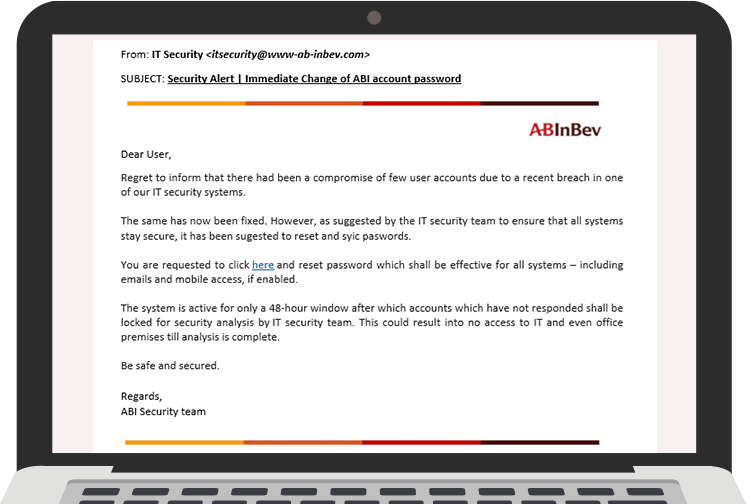 From: IT Security <itsecurity@www-ab-inbev.com>
SUBJECT: Security Alert | Immediate Change of ABI account password
ABInBev
Dear User,
Regret to inform that there had been a compromise of few user accounts due to a recent breach in one
of our IT security systems.
The same has now been fixed. However, as suggested by the IT security team to ensure that all systems
stay secure, it has been sugested to reset and syic paswords.
You are requested to click here and reset password which shall be effective for all systems – including
emails and mobile access, if enabled.
The system is active for only a 48-hour window after which accounts which have not responded shall be
locked for security analysis by IT security team. This could result into no access to IT and even office
premises till analysis is complete.
Be safe and secured.
Regards,
ABI Security team